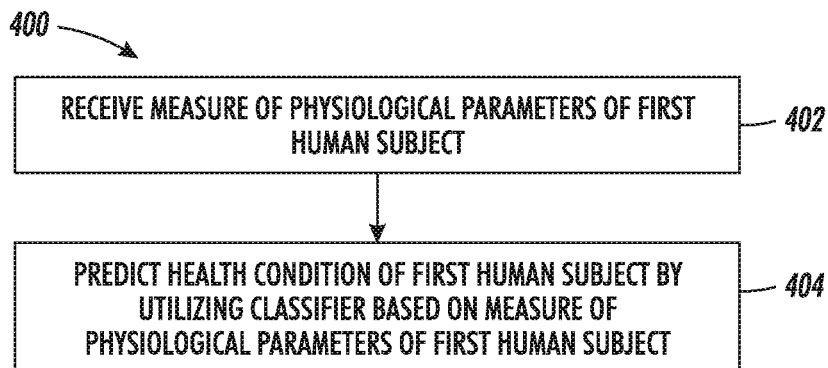 400
RECEIVE MEASURE OF PHYSIOLOGICAL PARAMETERS OF FIRST
HUMAN SUBJECT
402
PREDICT HEALTH CONDITION OF FIRST HUMAN SUBJECT BY
UTILIZING CLASSIFIER BASED ON MEASURE OF
PHYSIOLOGICAL PARAMETERS OF FIRST HUMAN SUBJECT
404